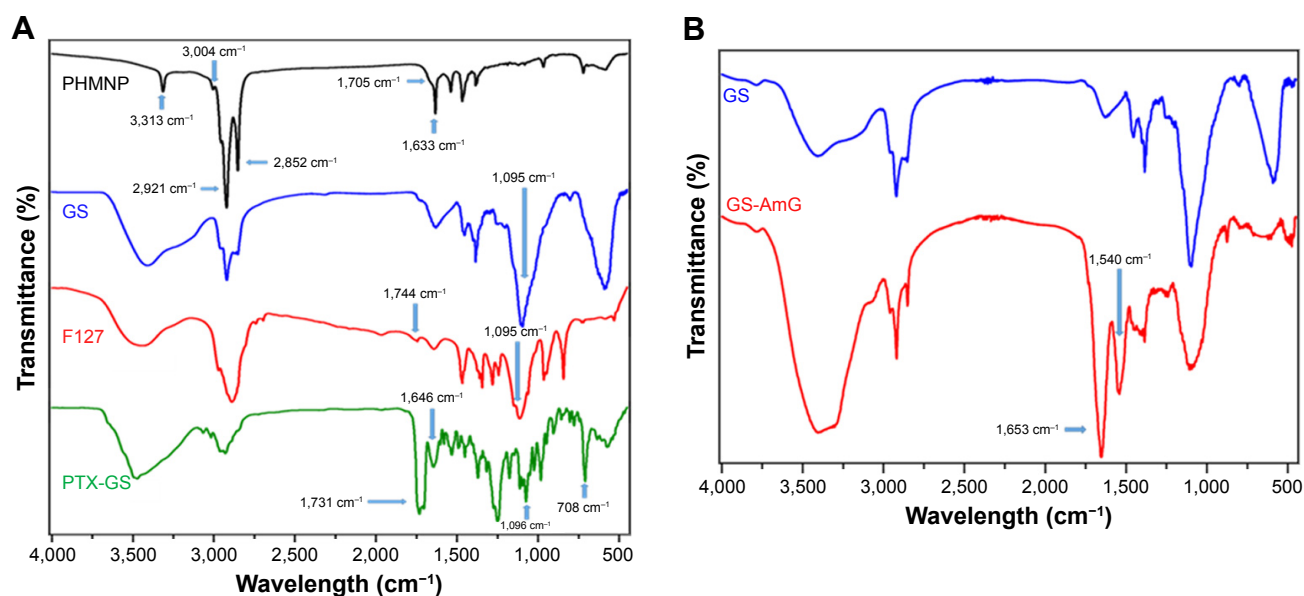 A
B
3,004 cm⁻¹
PHMNP
1,705 cm⁻¹
3,313 cm⁻¹
1,633 cm⁻¹
2,852 cm⁻¹
2,921 cm⁻¹
1,095 cm⁻¹
GS
1,744 cm⁻¹
1,095 cm⁻¹
F127
1,646 cm⁻¹
PTX-GS
1,731 cm⁻¹
1,096 cm⁻¹
708 cm⁻¹
Transmittance (%)
4,000 3,500 3,000 2,500 2,000 1,500 1,000 500
Wavelength (cm⁻¹)
GS
GS-AmG
1,540 cm⁻¹
1,653 cm⁻¹
Transmittance (%)
4,000 3,500 3,000 2,500 2,000 1,500 1,000 500
Wavelength (cm⁻¹)